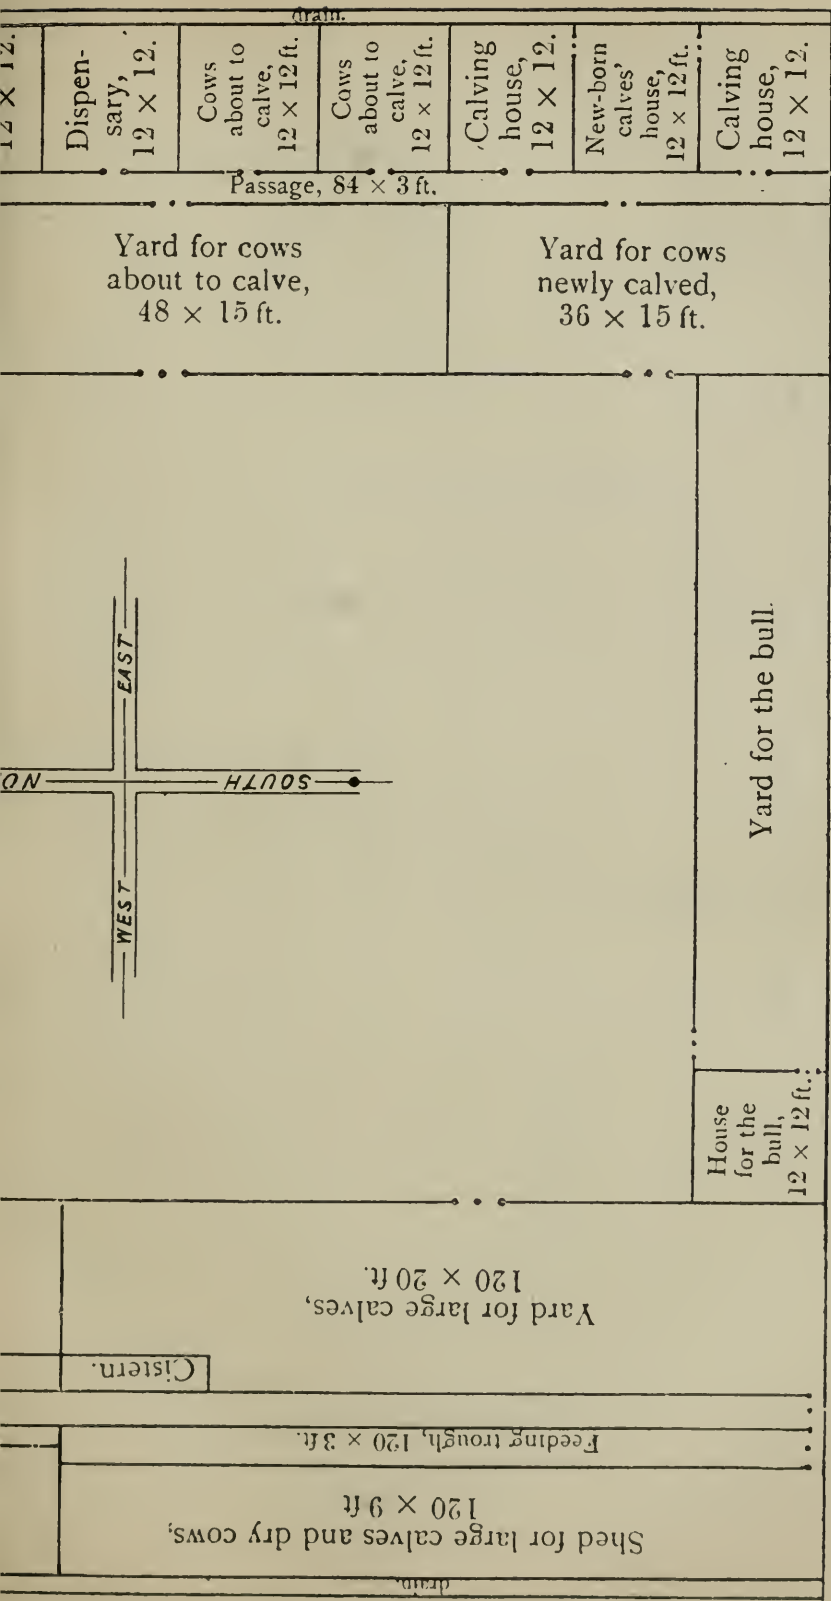 drain.
12 × 12.
Dispen-
sary,
12 × 12.
Cows
about to
calve,
12 × 12 ft.
Cows
about to
calve,
12 × 12 ft.
Calving
house,
12 × 12.
New-born
calves'
house,
12 × 12 ft.
Calving
house,
12 × 12.
Passage, 84 × 3 ft.
Yard for cows
about to calve,
48 × 15 ft.
Yard for cows
newly calved,
36 × 15 ft.
EAST
NO
SOUTH
WEST
Yard for the bull.
House
for the
bull,
12 × 12 ft.
Yard for large calves,
120 × 20 ft.
Cistern.
Feeding trough, 120 × 3 ft.
Shed for large calves and dry cows,
120 × 9 ft
drain.